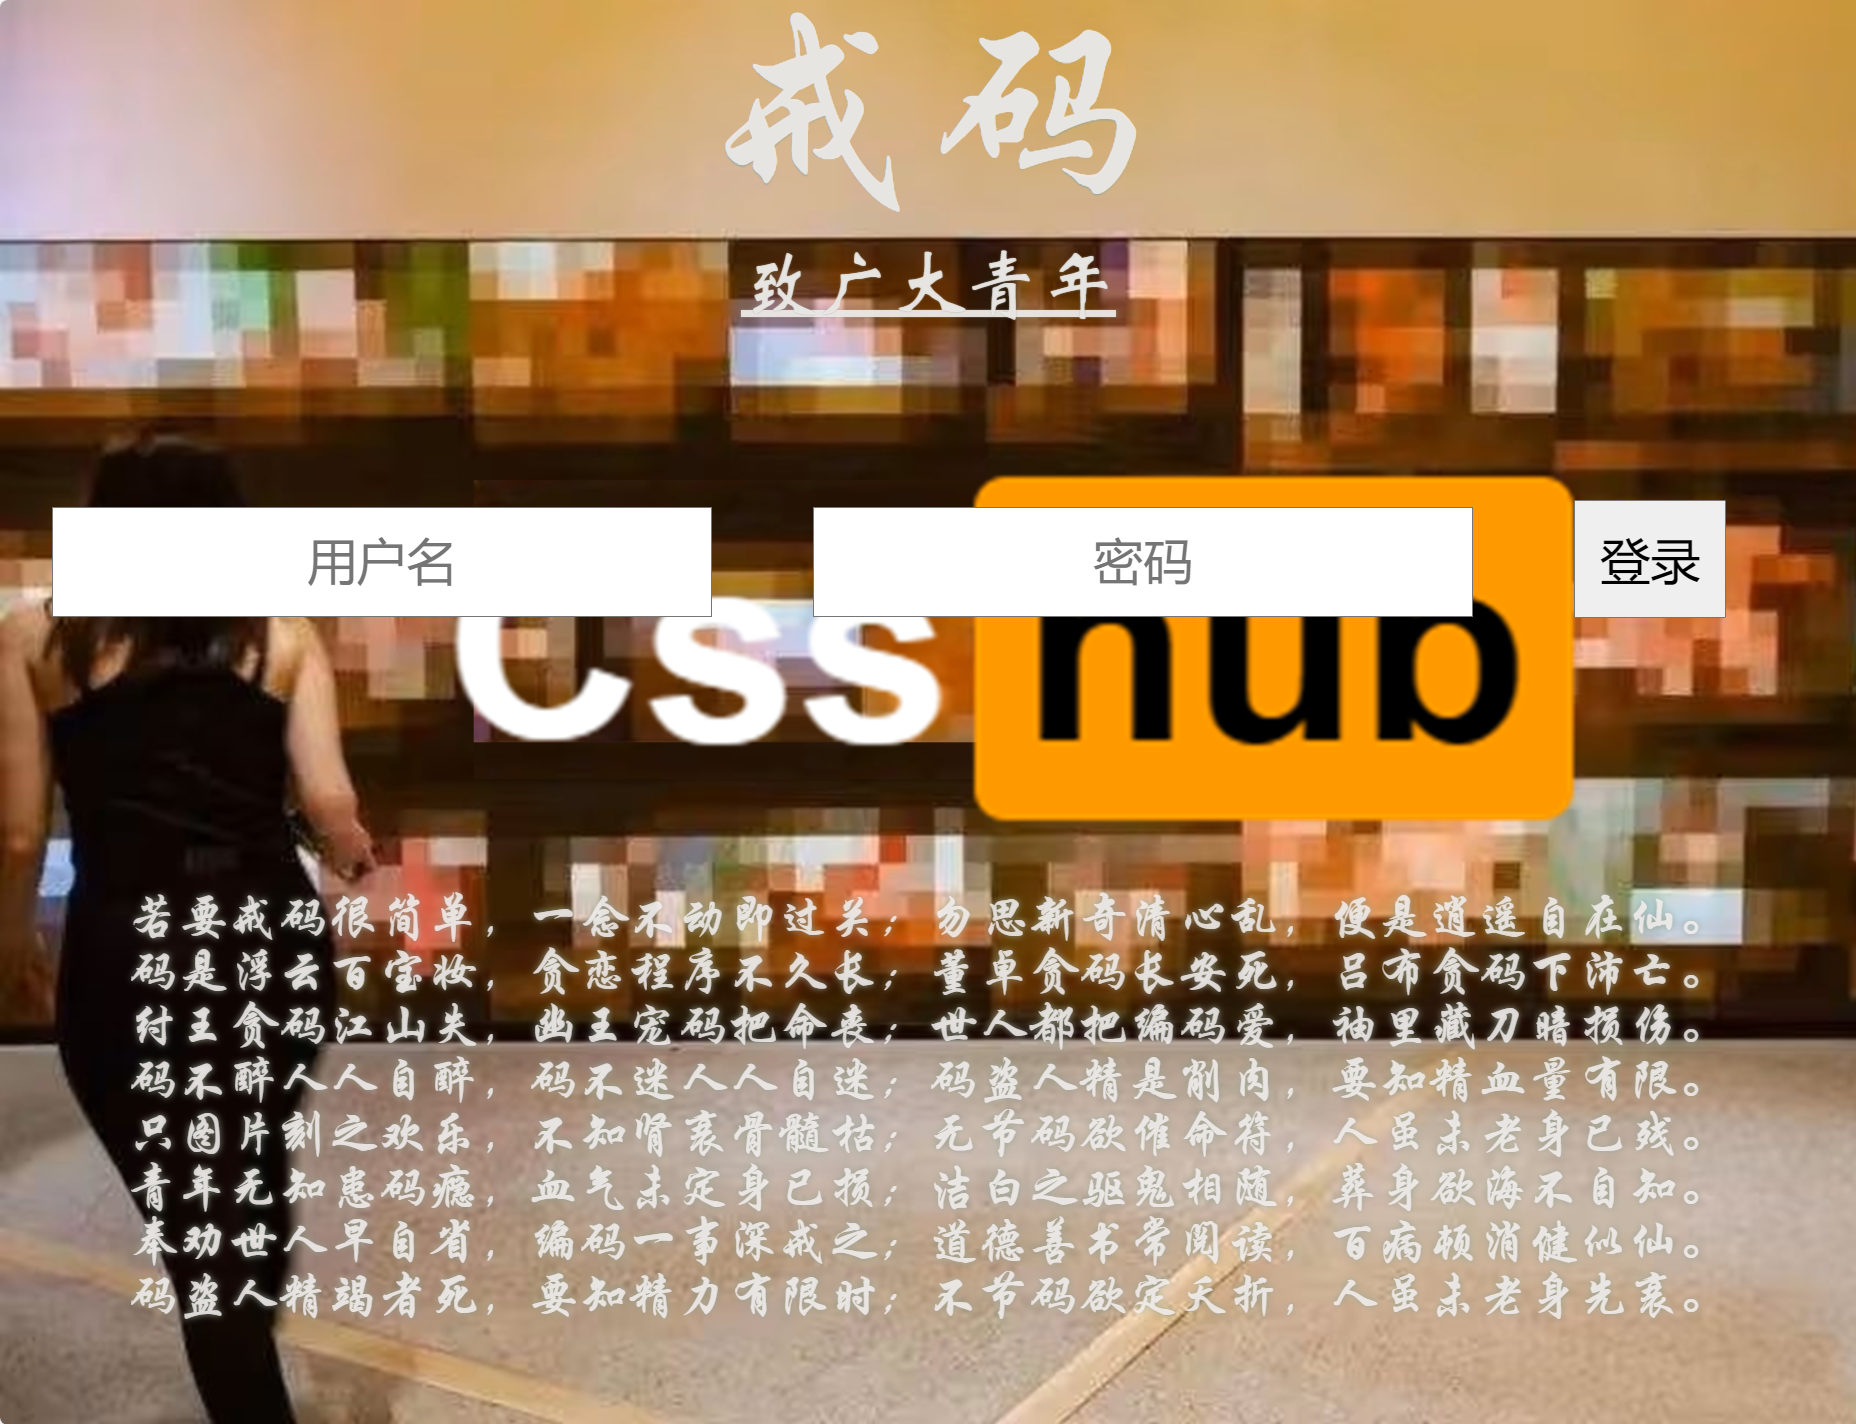 戒码
致广大青年
用户名 密码 登录
Css hub
若要戒码很简单，一念不动即过关；勿思新奇清心乱，便是逍遥自在仙。
码是浮云百宝妆，贪恋程序不久长；董卓贪码长安死，吕布贪码下沛亡。
纣王贪码江山失，幽王宠码把命丧；世人都把编码爱，袖里藏刀暗损伤。
码不醉人人自醉，码不迷人人自迷；码盗人精是削肉，要知精血量有限。
只图片刻之欢乐，不知肾衰骨髓枯；无节码欲催命符，人虽未老身已残。
青年无知患码瘾，血气未定身已损；洁白之躯鬼相随，葬身欲海不自知。
奉劝世人早自省，编码一事深戒之；道德善书常阅读，百病顿消健似仙。
码盗人精竭者死，要知精力有限时；不节码欲定夭折，人虽未老身先衰。